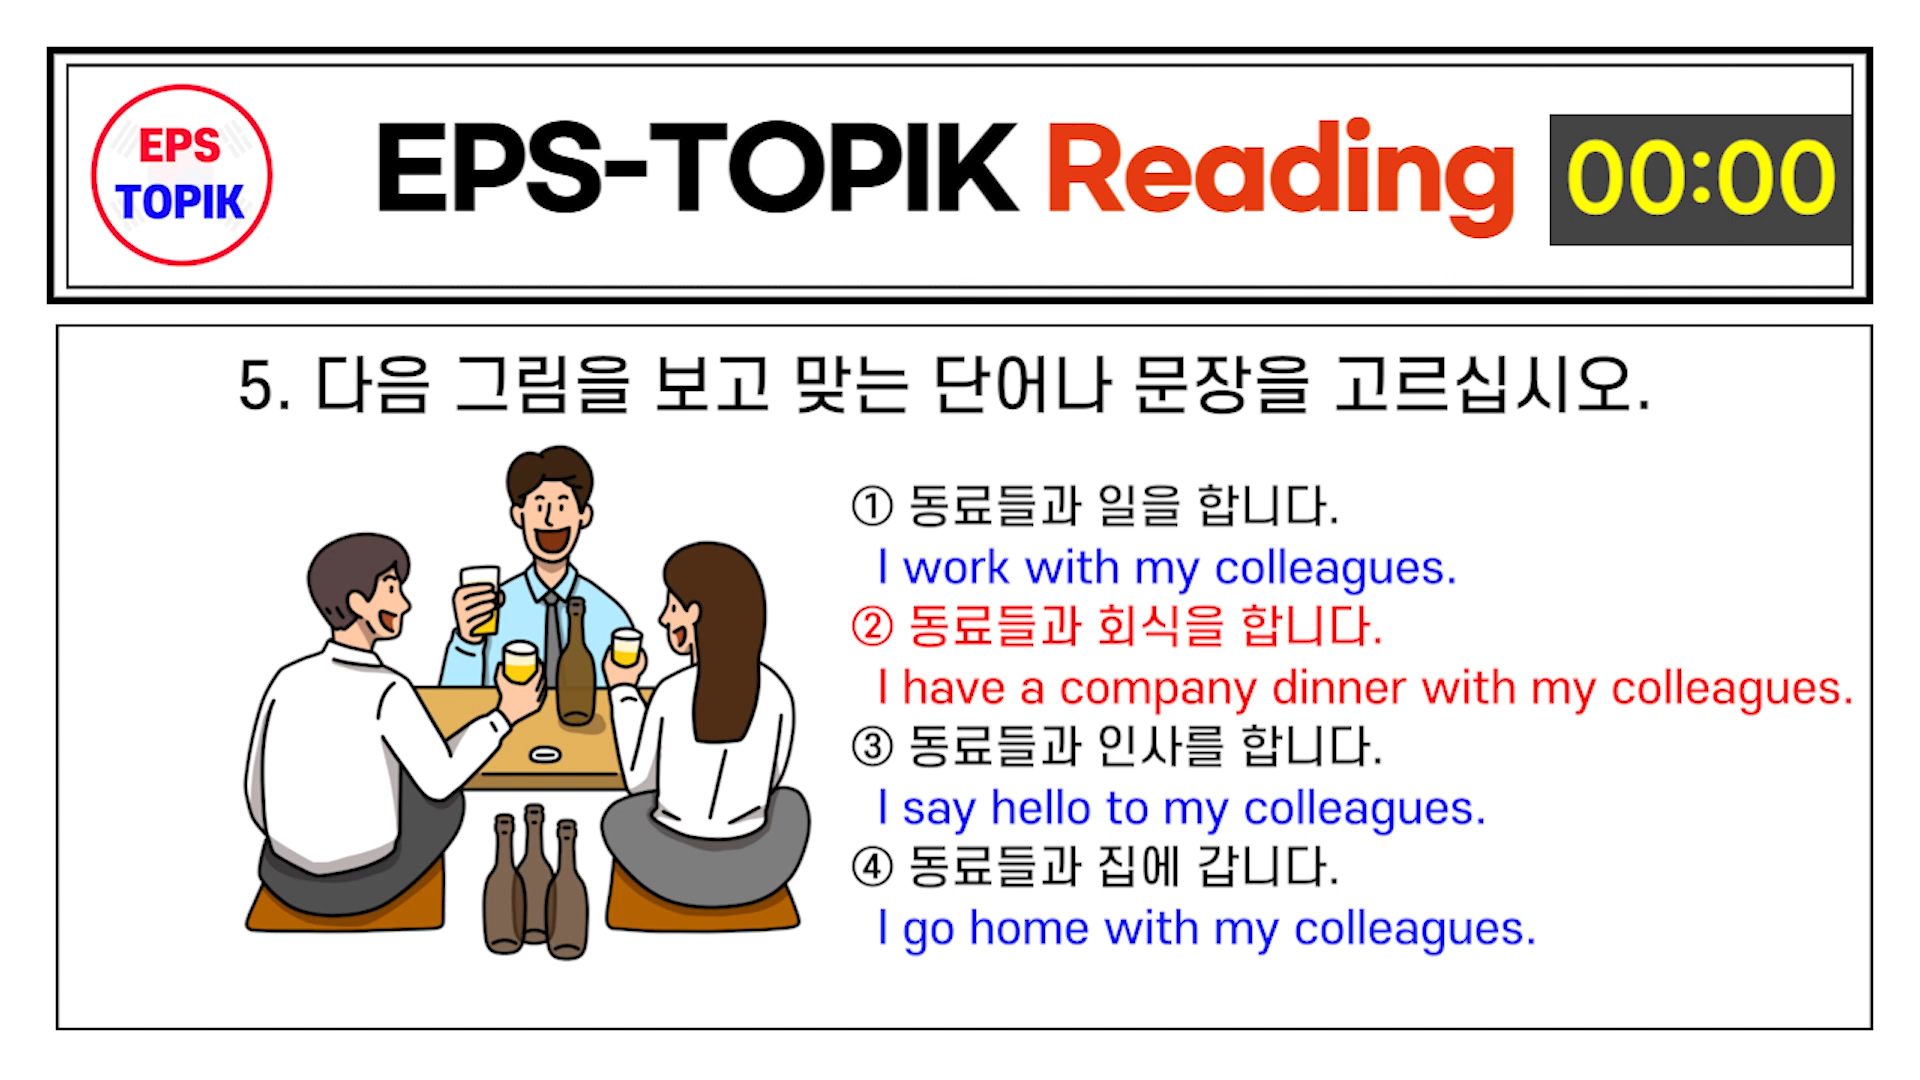 EPS
TOPIK
EPS-TOPIK Reading
00:00
5. 다음 그림을 보고 맞는 단어나 문장을 고르십시오.
① 동료들과 일을 합니다.
I work with my colleagues.
② 동료들과 회식을 합니다.
I have a company dinner with my colleagues.
③ 동료들과 인사를 합니다.
I say hello to my colleagues.
④ 동료들과 집에 갑니다.
I go home with my colleagues.